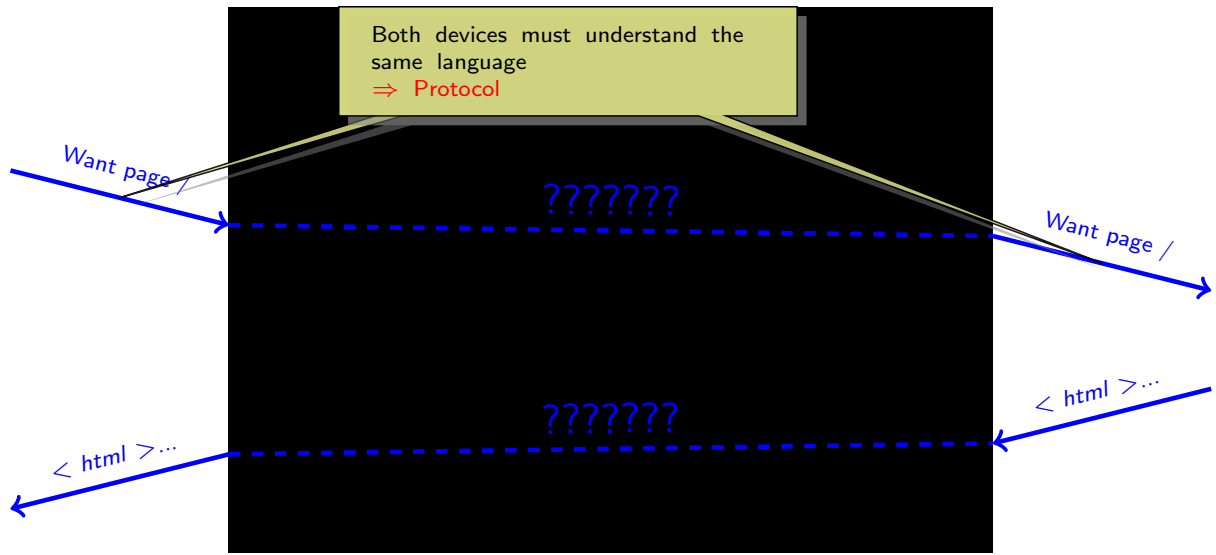 Both devices must understand the
same language
⇒ Protocol
Want page /
???????
Want page /
< html >...
???????
< html >...